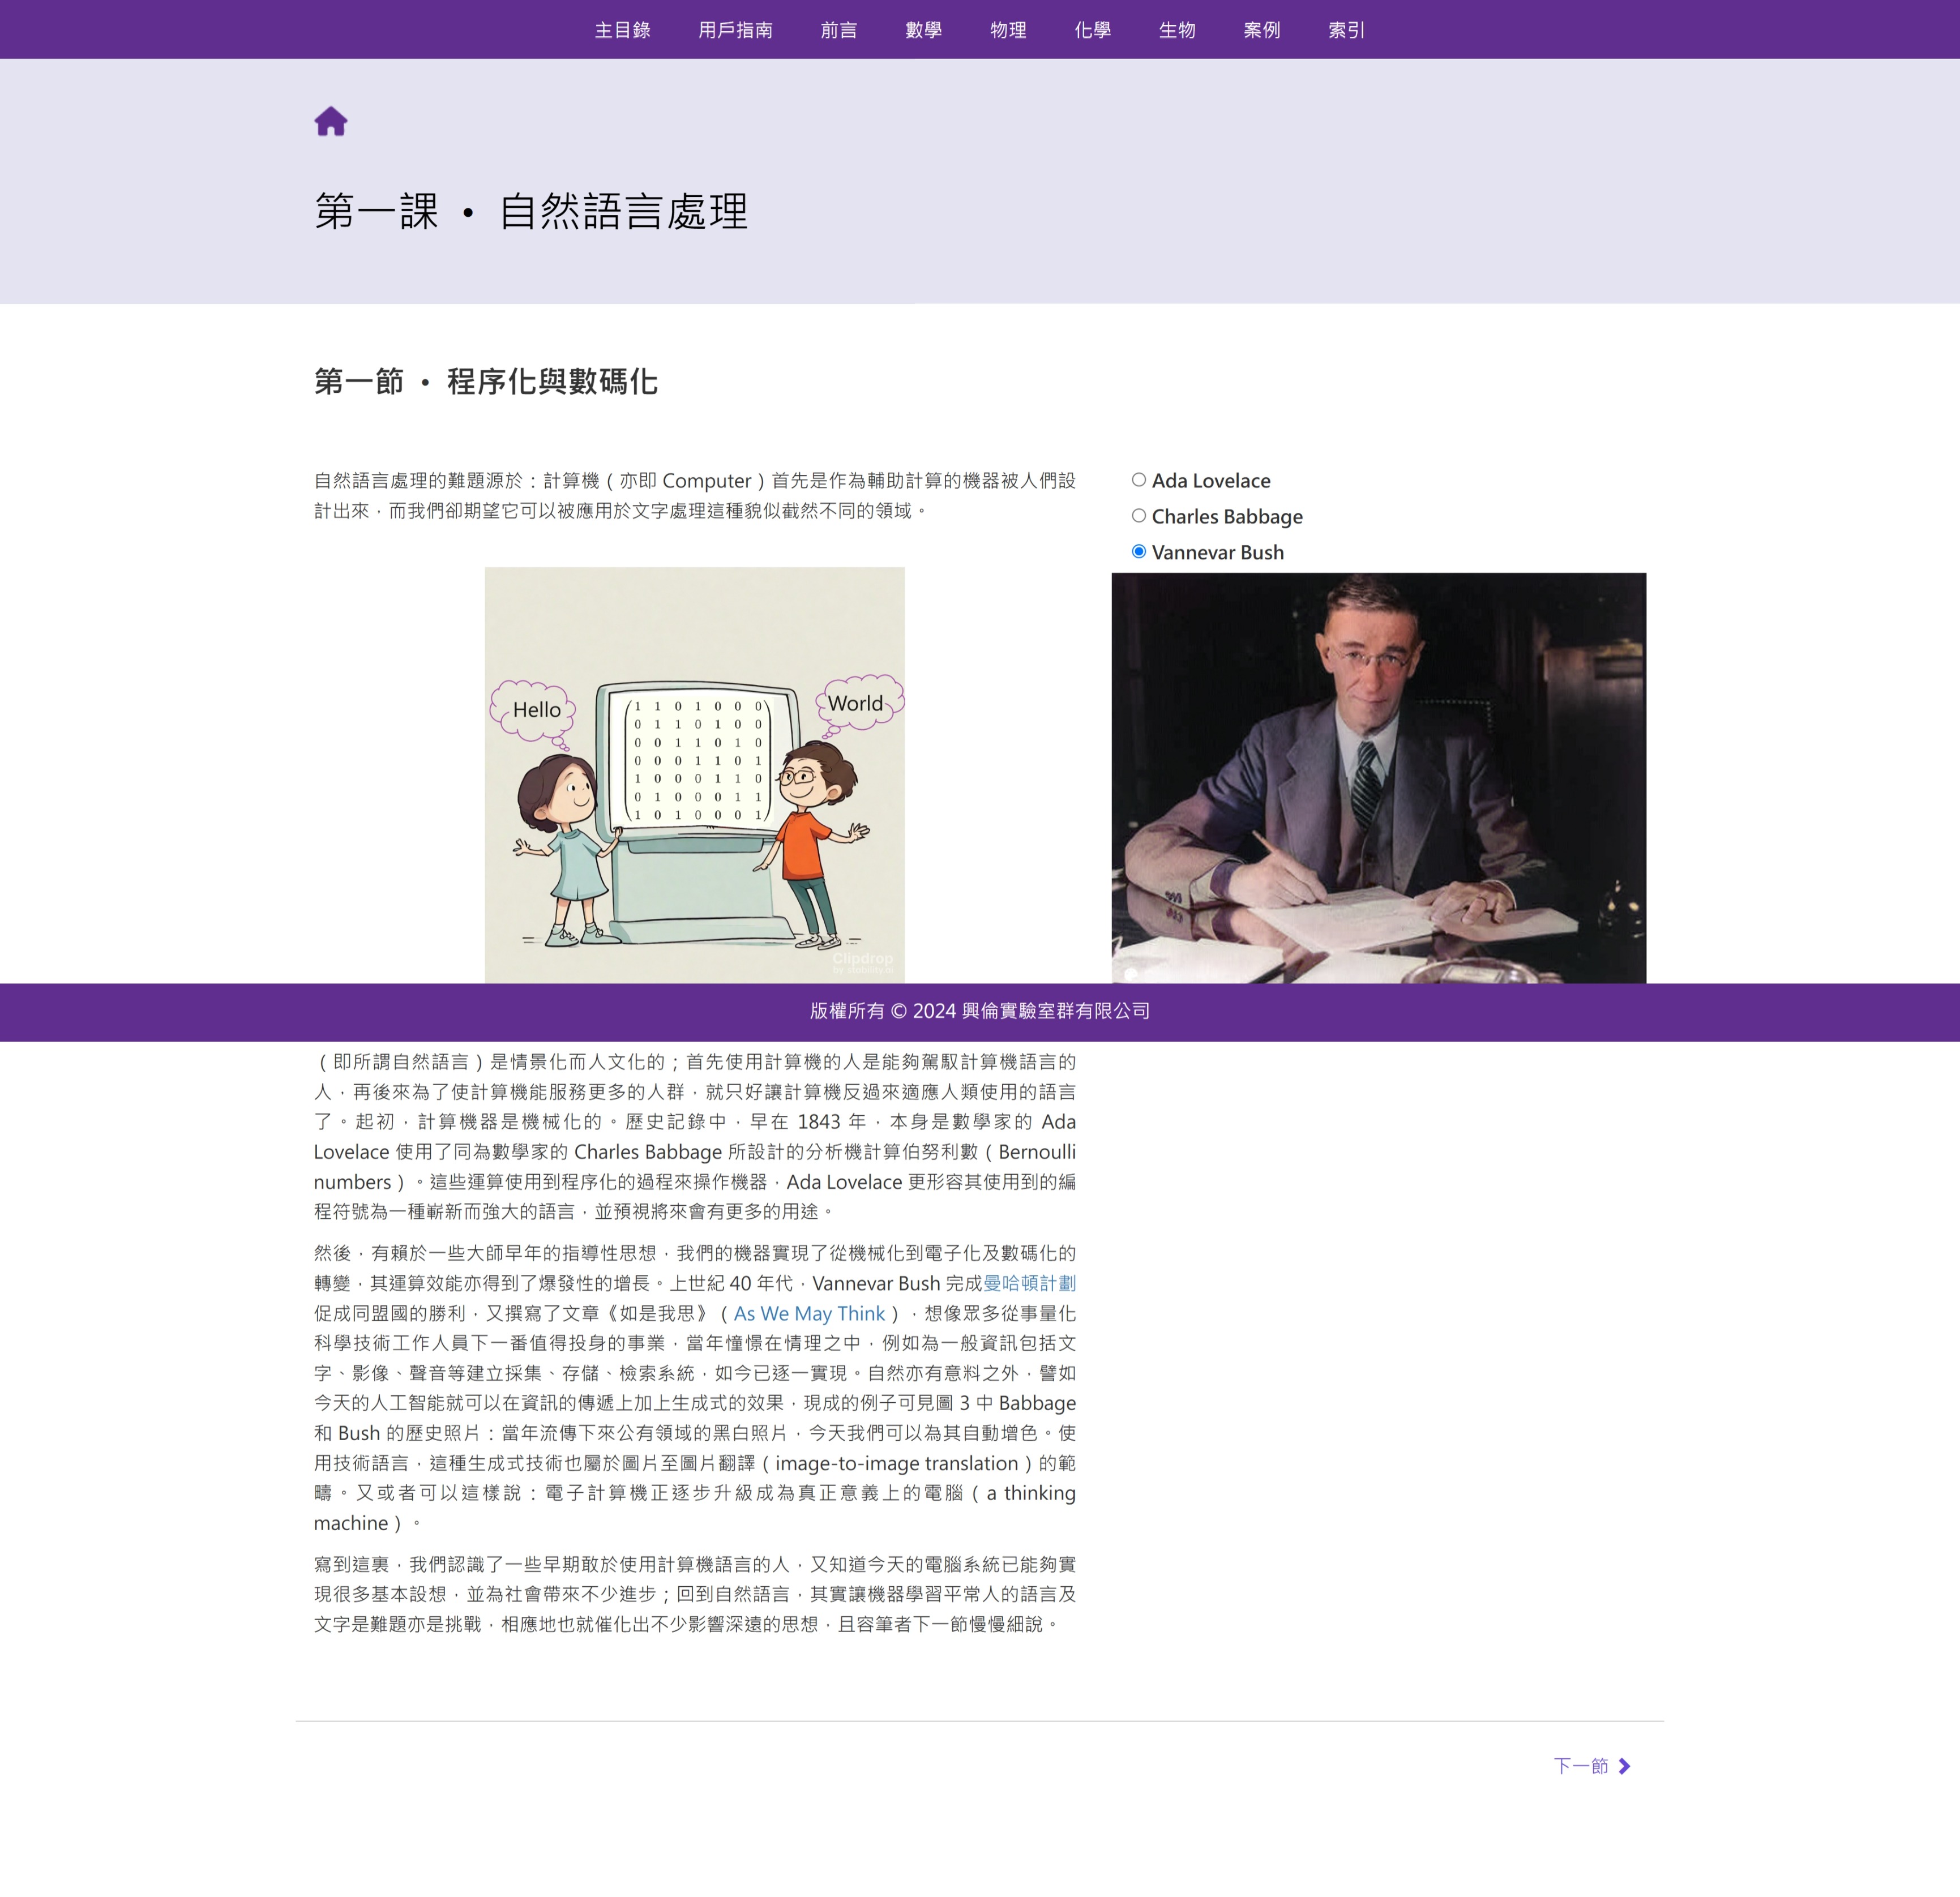 主目錄 用戶指南 前言 數學 物理 化學 生物 案例 索引
第一課 • 自然語言處理
第一節 • 程序化與數碼化
自然語言處理的難題源於：計算機（亦即 Computer）首先是作為輔助計算的機器被人們設
計出來，而我們卻期望它可以被應用於文字處理這種貌似截然不同的領域。
Hello
World
1 1 0 1 0 0 0
0 1 1 0 1 0 0
0 0 1 1 0 1 0
0 0 0 1 1 0 1
1 0 0 0 1 1 0
0 1 0 0 0 1 1
1 0 1 0 0 0 1
Clipdrop
by stability.ai
Ada Lovelace
Charles Babbage
Vannevar Bush
版權所有 © 2024 興倫實驗室群有限公司
（即所謂自然語言）是情景化而人文化的；首先使用計算機的人是能夠駕馭計算機語言的
人，再後來為了使計算機能服務更多的人群，就只好讓計算機反過來適應人類使用的語言
了。起初，計算機器是機械化的。歷史記錄中，早在 1843 年，本身是數學家的 Ada
Lovelace 使用了同為數學家的 Charles Babbage 所設計的分析機計算伯努利數（Bernoulli
numbers）。這些運算使用到程序化的過程來操作機器，Ada Lovelace 更形容其使用到的編
程符號為一種嶄新而強大的語言，並預視將來會有更多的用途。
然後，有賴於一些大師早年的指導性思想，我們的機器實現了從機械化到電子化及數碼化的
轉變，其運算效能亦得到了爆發性的增長。上世紀 40 年代，Vannevar Bush 完成曼哈頓計劃
促成同盟國的勝利，又撰寫了文章《如是我思》（As We May Think），想像眾多從事量化
科學技術工作人員下一番值得投身的事業，當年憧憬在情理之中，例如為一般資訊包括文
字、影像、聲音等建立採集、存儲、檢索系統，如今已逐一實現。自然亦有意料之外，譬如
今天的人工智能就可以在資訊的傳遞上加上生成式的效果，現成的例子可見圖 3 中 Babbage
和 Bush 的歷史照片：當年流傳下來公有領域的黑白照片，今天我們可以為其自動增色。使
用技術語言，這種生成式技術也屬於圖片至圖片翻譯（image-to-image translation）的範
疇。又或者可以這樣說：電子計算機正逐步升級成為真正意義上的電腦（a thinking
machine）。
寫到這裏，我們認識了一些早期敢於使用計算機語言的人，又知道今天的電腦系統已能夠實
現很多基本設想，並為社會帶來不少進步；回到自然語言，其實讓機器學習平常人的語言及
文字是難題亦是挑戰，相應地也就催化出不少影響深遠的思想，且容筆者下一節慢慢細說。
下一節